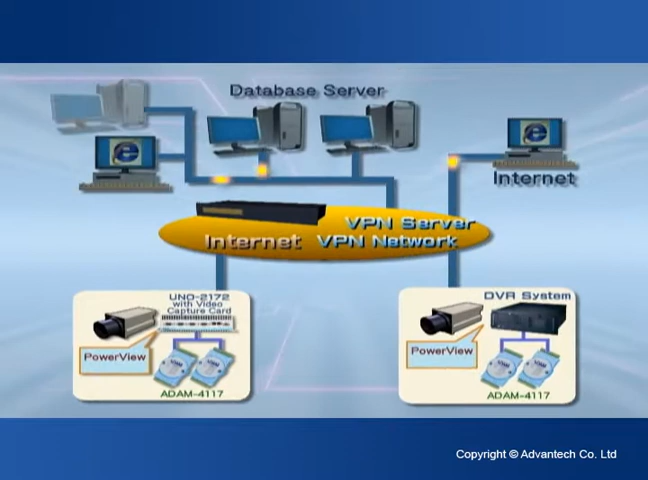 Database Server
Internet
VPN Server
Internet VPN Network
UNO-2172
with Video
Capture Card
PowerView
ADAM-4117
DVR System
PowerView
ADAM-4117
Copyright © Advantech Co. Ltd